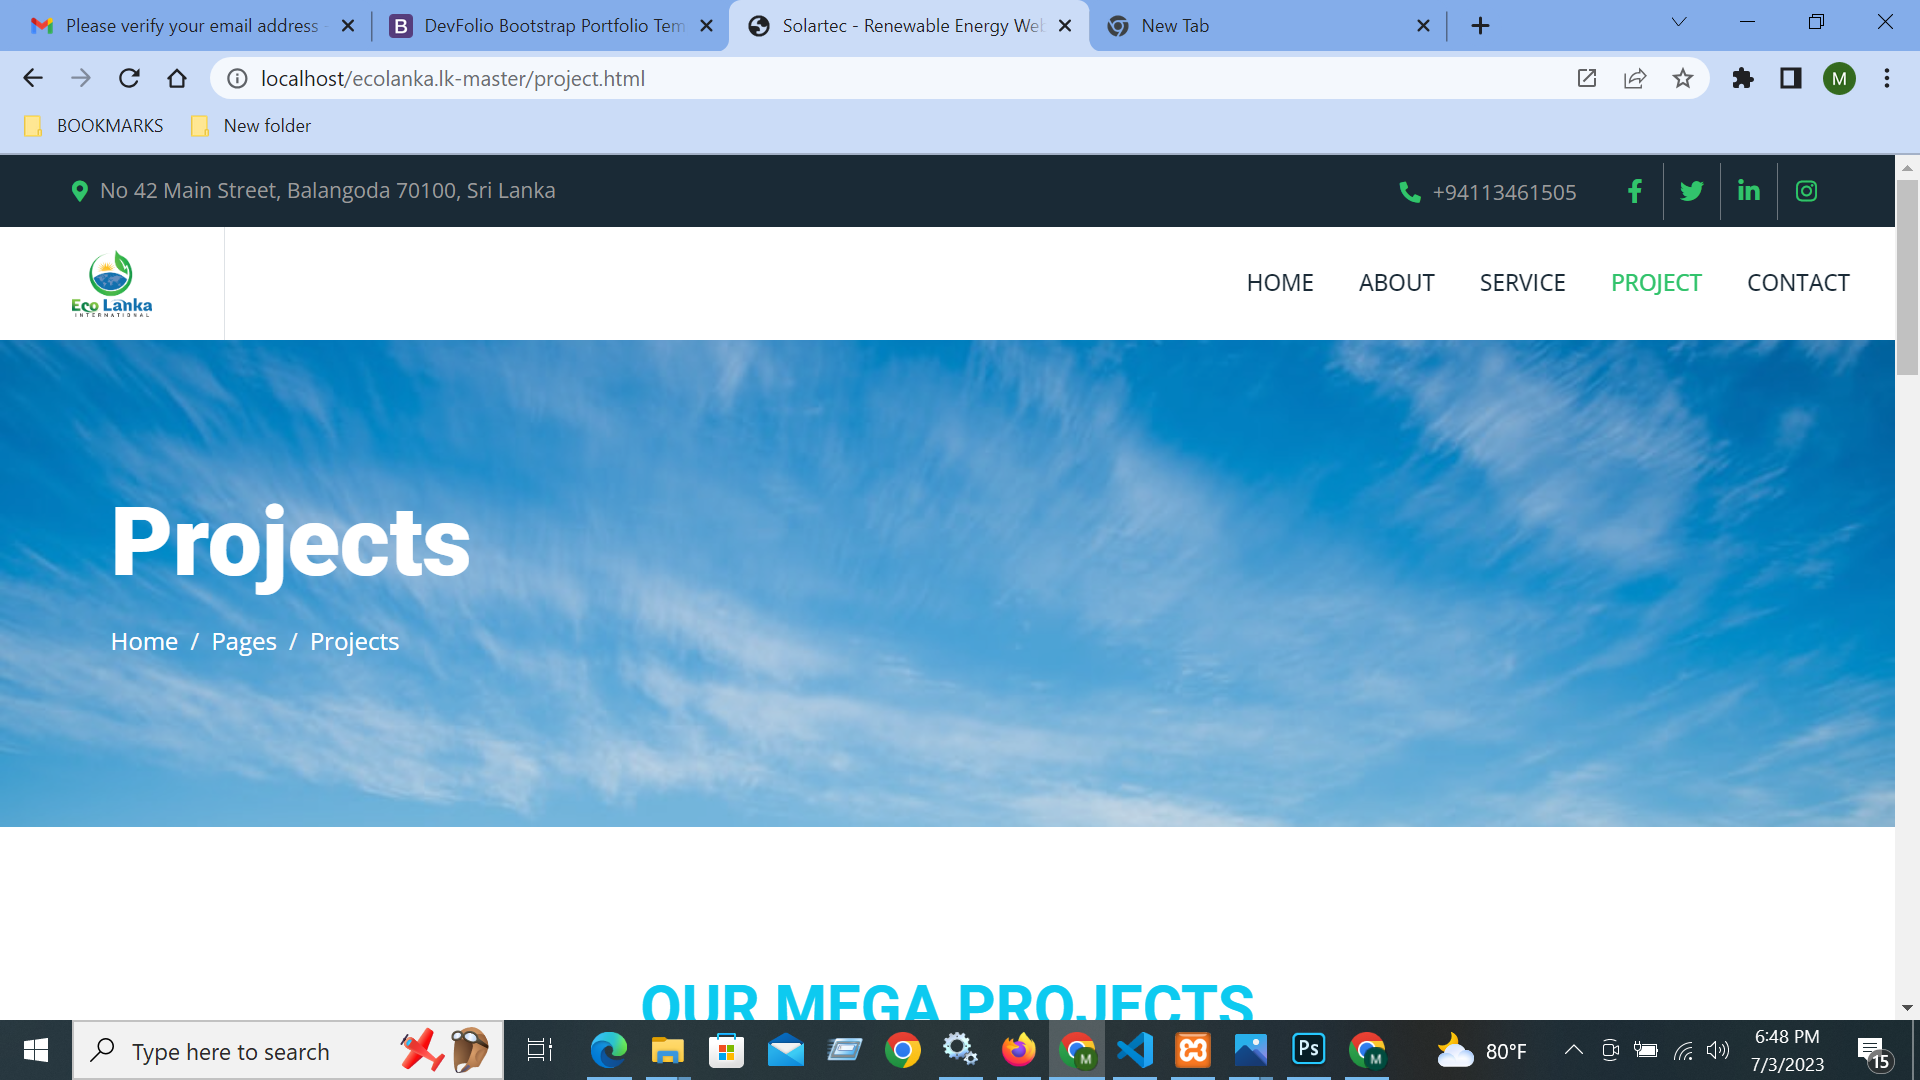 Please verify your email address -
DevFolio Bootstrap Portfolio Tem
Solartec - Renewable Energy Web
New Tab
localhost/ecolanka.lk-master/project.html
M
BOOKMARKS
New folder
No 42 Main Street, Balangoda 70100, Sri Lanka
+94113461505
Eco Lanka
INTERNATIONAL
HOME
ABOUT
SERVICE
PROJECT
CONTACT
Projects
Home / Pages / Projects
OUR MEGA PROJECTS
Type here to search
Ps
80°F
6:48 PM
7/3/2023
15